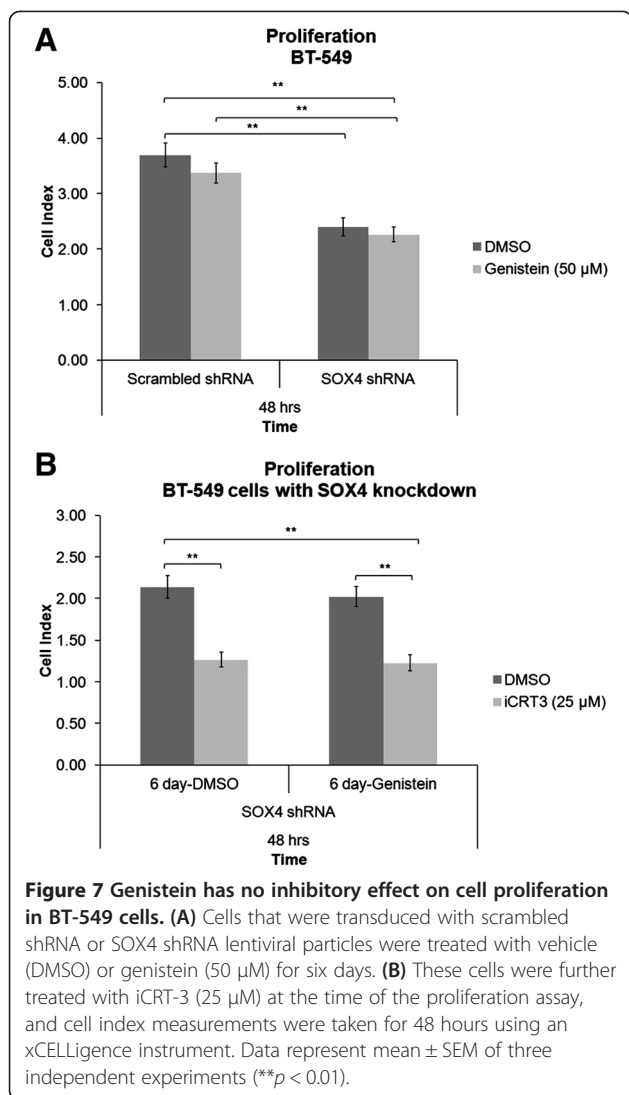 A
Proliferation
BT-549
5.00
4.00
3.00
2.00
1.00
0.00
Cell Index
**
**
**
DMSO
Genistein (50 µM)
Scrambled shRNA
SOX4 shRNA
48 hrs
Time
B
Proliferation
BT-549 cells with SOX4 knockdown
3.00
2.50
2.00
1.50
1.00
0.50
0.00
Cell Index
**
**
**
DMSO
iCRT3 (25 µM)
6 day-DMSO
6 day-Genistein
SOX4 shRNA
48 hrs
Time
Figure 7 Genistein has no inhibitory effect on cell proliferation
in BT-549 cells. (A) Cells that were transduced with scrambled
shRNA or SOX4 shRNA lentiviral particles were treated with vehicle
(DMSO) or genistein (50 µM) for six days. (B) These cells were further
treated with iCRT-3 (25 µM) at the time of the proliferation assay,
and cell index measurements were taken for 48 hours using an
xCELLigence instrument. Data represent mean ± SEM of three
independent experiments (**p < 0.01).